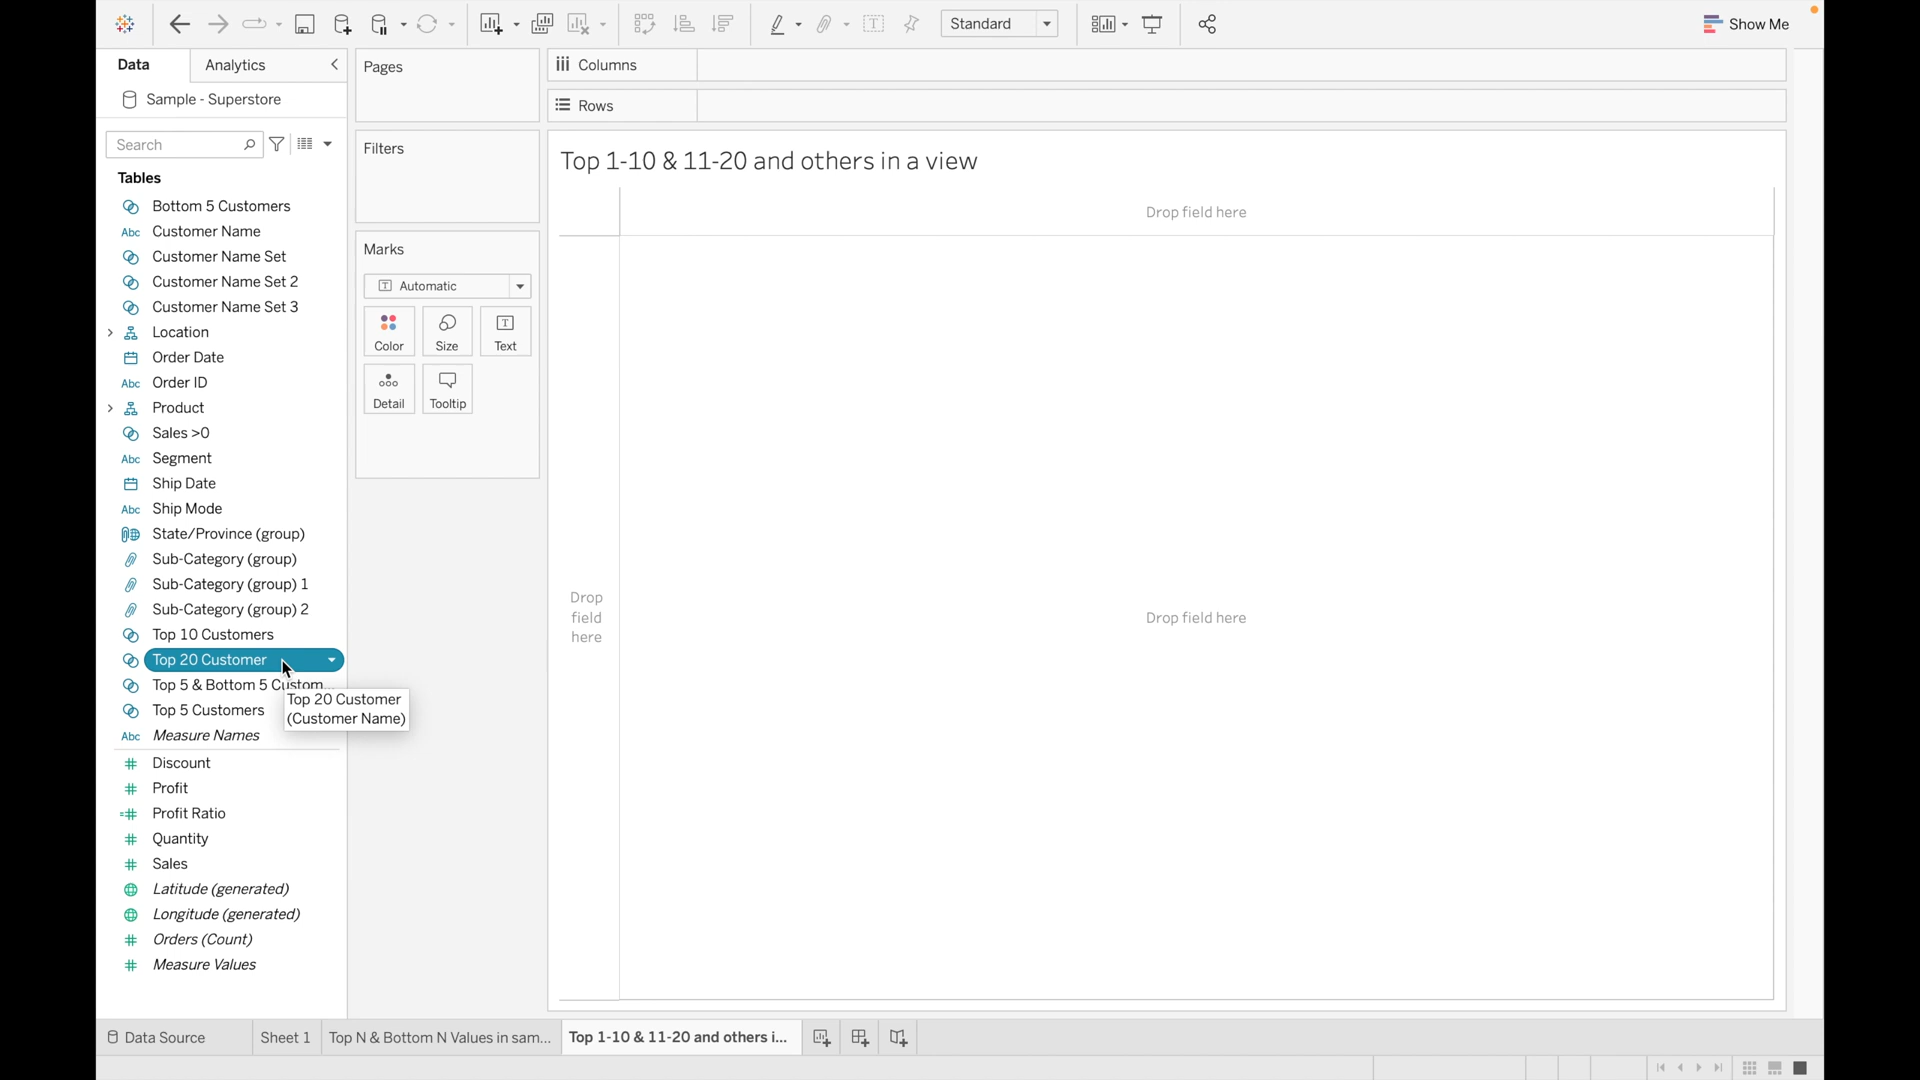 Standard
Show Me
Data
Analytics
Sample - Superstore
Search
Tables
Bottom 5 Customers
Abc Customer Name
Customer Name Set
Customer Name Set 2
Customer Name Set 3
Location
Order Date
Abc Order ID
Product
Sales >0
Abc Segment
Ship Date
Abc Ship Mode
State/Province (group)
Sub-Category (group)
Sub-Category (group) 1
Sub-Category (group) 2
Top 10 Customers
Top 20 Customer
Top 5 & Bottom 5 Custom...
Top 5 Customers
Abc Measure Names
Top 20 Customer
(Customer Name)
Discount
Profit
Profit Ratio
Quantity
Sales
Latitude (generated)
Longitude (generated)
Orders (Count)
Measure Values
Pages
Filters
Marks
Automatic
Color
Size
Text
Detail
Tooltip
Columns
Rows
Top 1-10 & 11-20 and others in a view
Drop field here
Drop
field
here
Drop field here
Data Source
Sheet 1
Top N & Bottom N Values in sam...
Top 1-10 & 11-20 and others i...